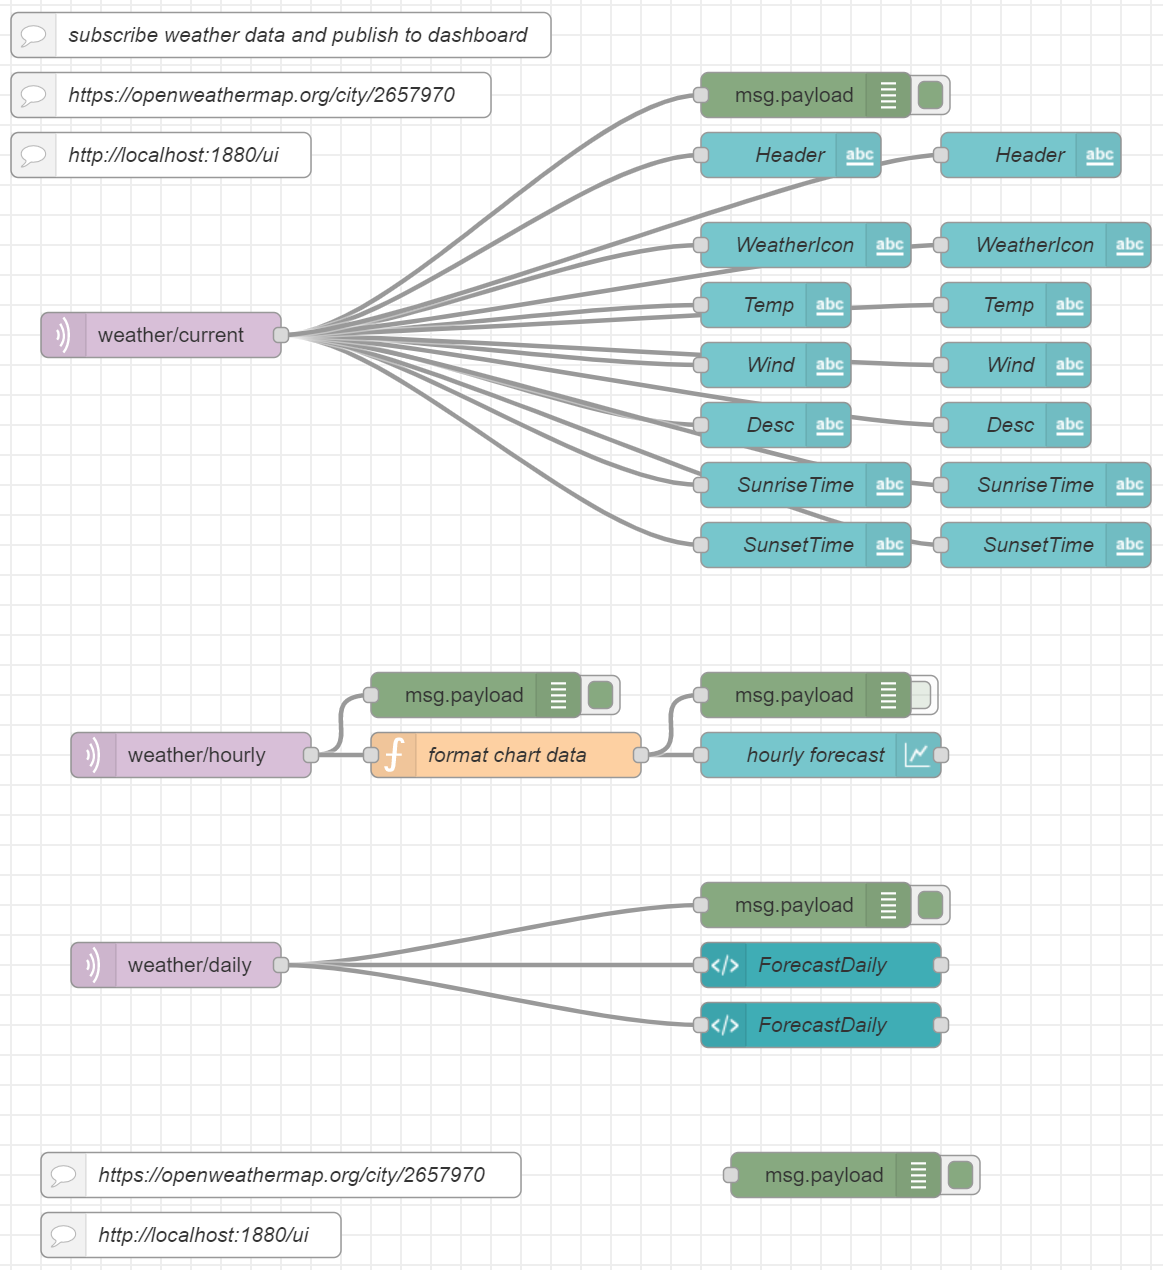 subscribe weather data and publish to dashboard
https://openweathermap.org/city/2657970
msg.payload
http://localhost:1880/ui
Header abc
Header abc
WeatherIcon abc
WeatherIcon abc
Temp abc
Temp abc
weather/current
Wind abc
Wind abc
Desc abc
Desc abc
SunriseTime abc
SunriseTime abc
SunsetTime abc
SunsetTime abc
msg.payload
msg.payload
weather/hourly
format chart data
hourly forecast
msg.payload
weather/daily
</> ForecastDaily
</> ForecastDaily
https://openweathermap.org/city/2657970
msg.payload
http://localhost:1880/ui